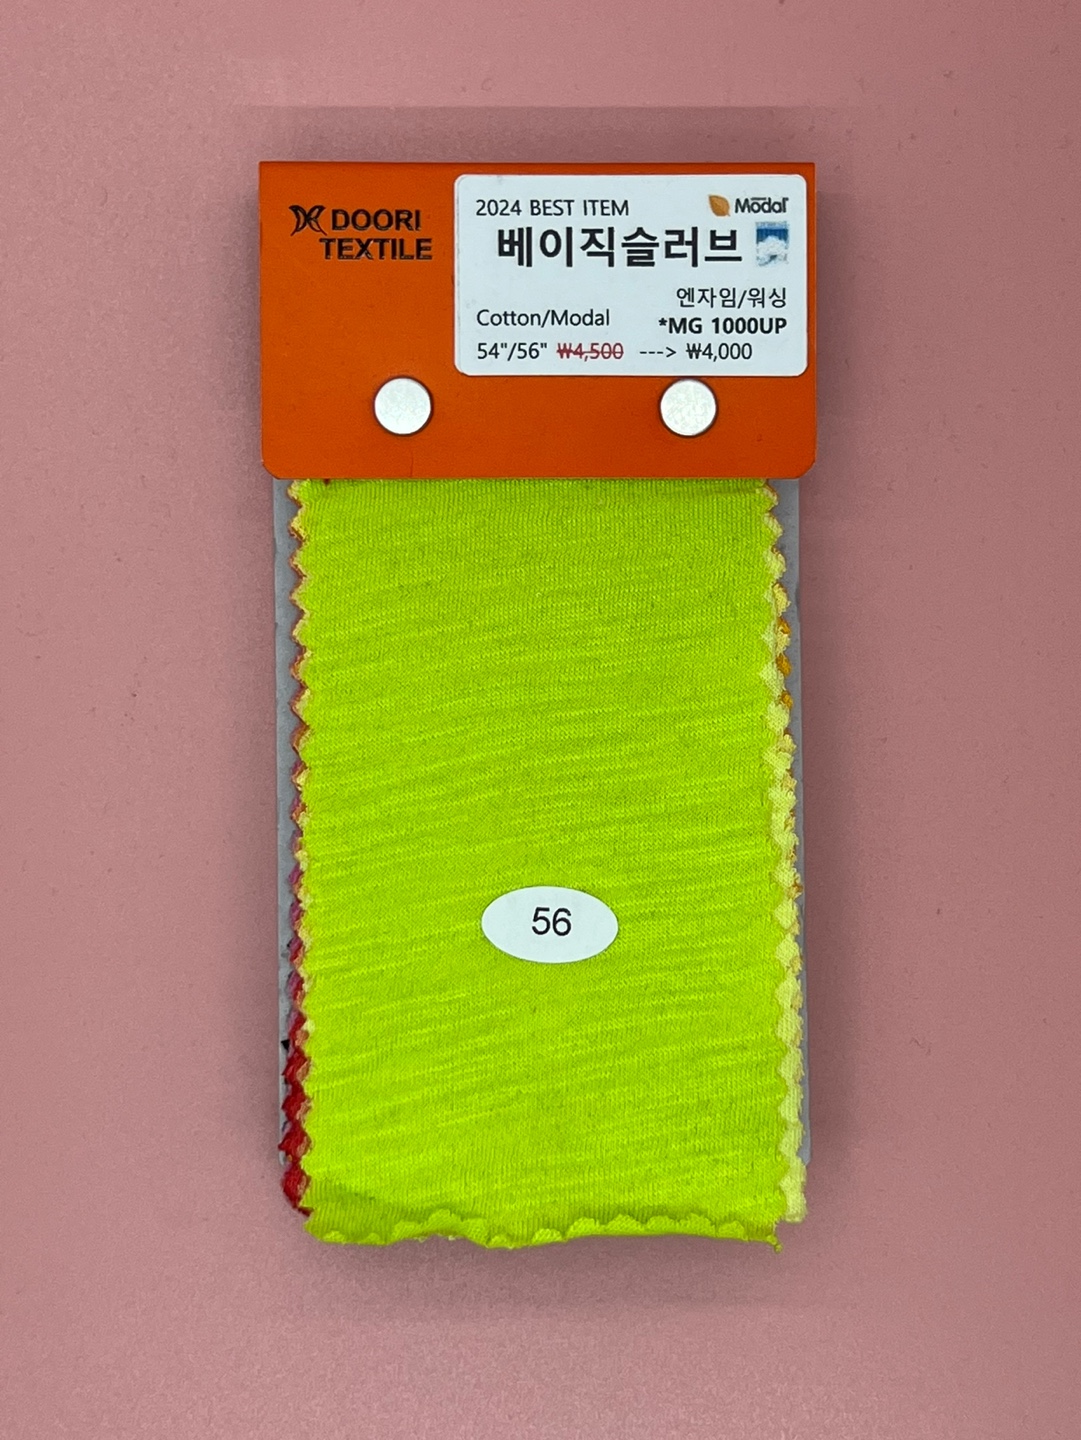 DOORI
TEXTILE
2024 BEST ITEM
Modal
베이직슬러브
엔자임/워싱
Cotton/Modal
*MG 1000UP
54"/56" ₩4,500 ---> ₩4,000
56